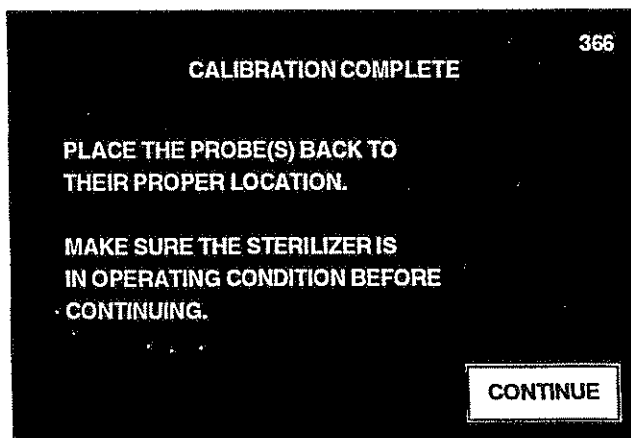 366
CALIBRATION COMPLETE
PLACE THE PROBE(S) BACK TO
THEIR PROPER LOCATION.
MAKE SURE THE STERILIZER IS
IN OPERATING CONDITION BEFORE
CONTINUING.
CONTINUE